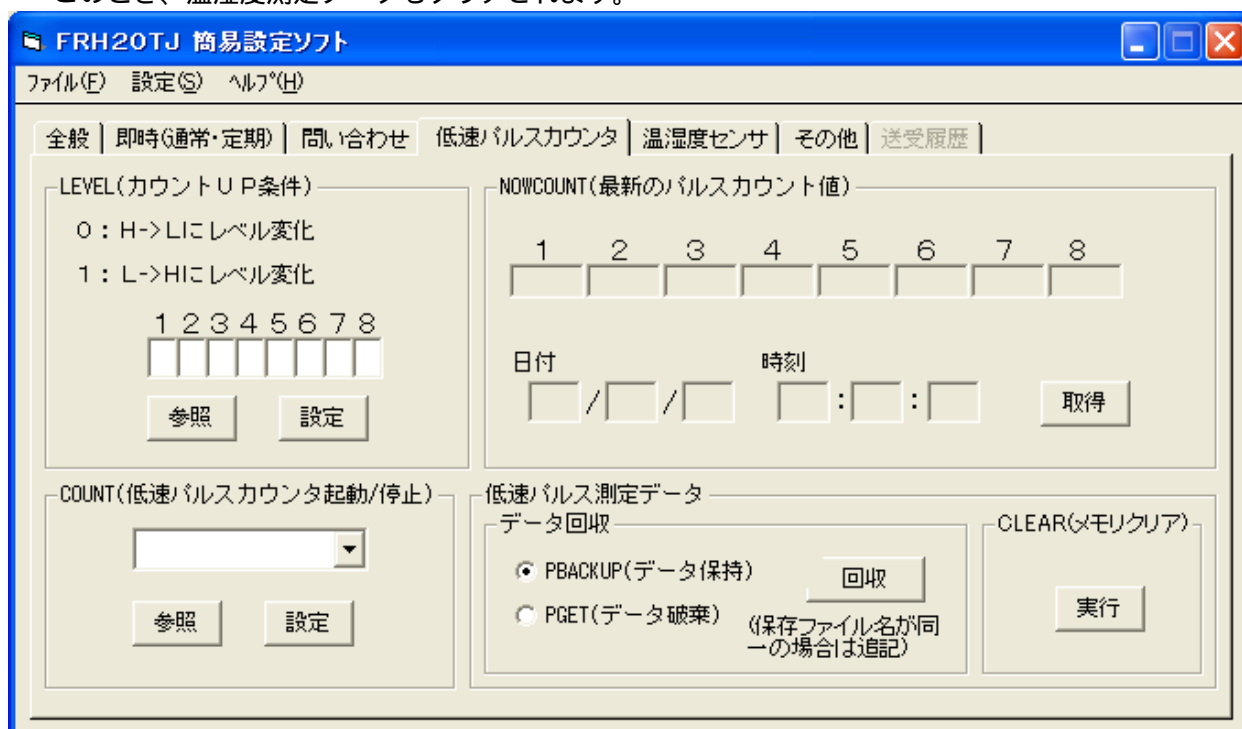 このとき、温湿度測定データもクリアされます。
FRH20TJ 簡易設定ソフト
ファイル(F) 設定(S) ヘルプ(H)
全般 即時(通常・定期) 問い合わせ 低速パルスカウンタ 温湿度センサ その他 送受履歴
LEVEL(カウントUP条件)
0:H->Lにレベル変化
1:L->Hにレベル変化
1 2 3 4 5 6 7 8
参照 設定
NOWCOUNT(最新のパルスカウント値)
1 2 3 4 5 6 7 8
日付 時刻
/ / : : 取得
COUNT(低速パルスカウンタ起動/停止)
参照 設定
低速パルス測定データ
データ回収
PBACKUP(データ保持)
PGET(データ破棄)
回収
(保存ファイル名が同
一の場合は追記)
CLEAR(メモリクリア)
実行